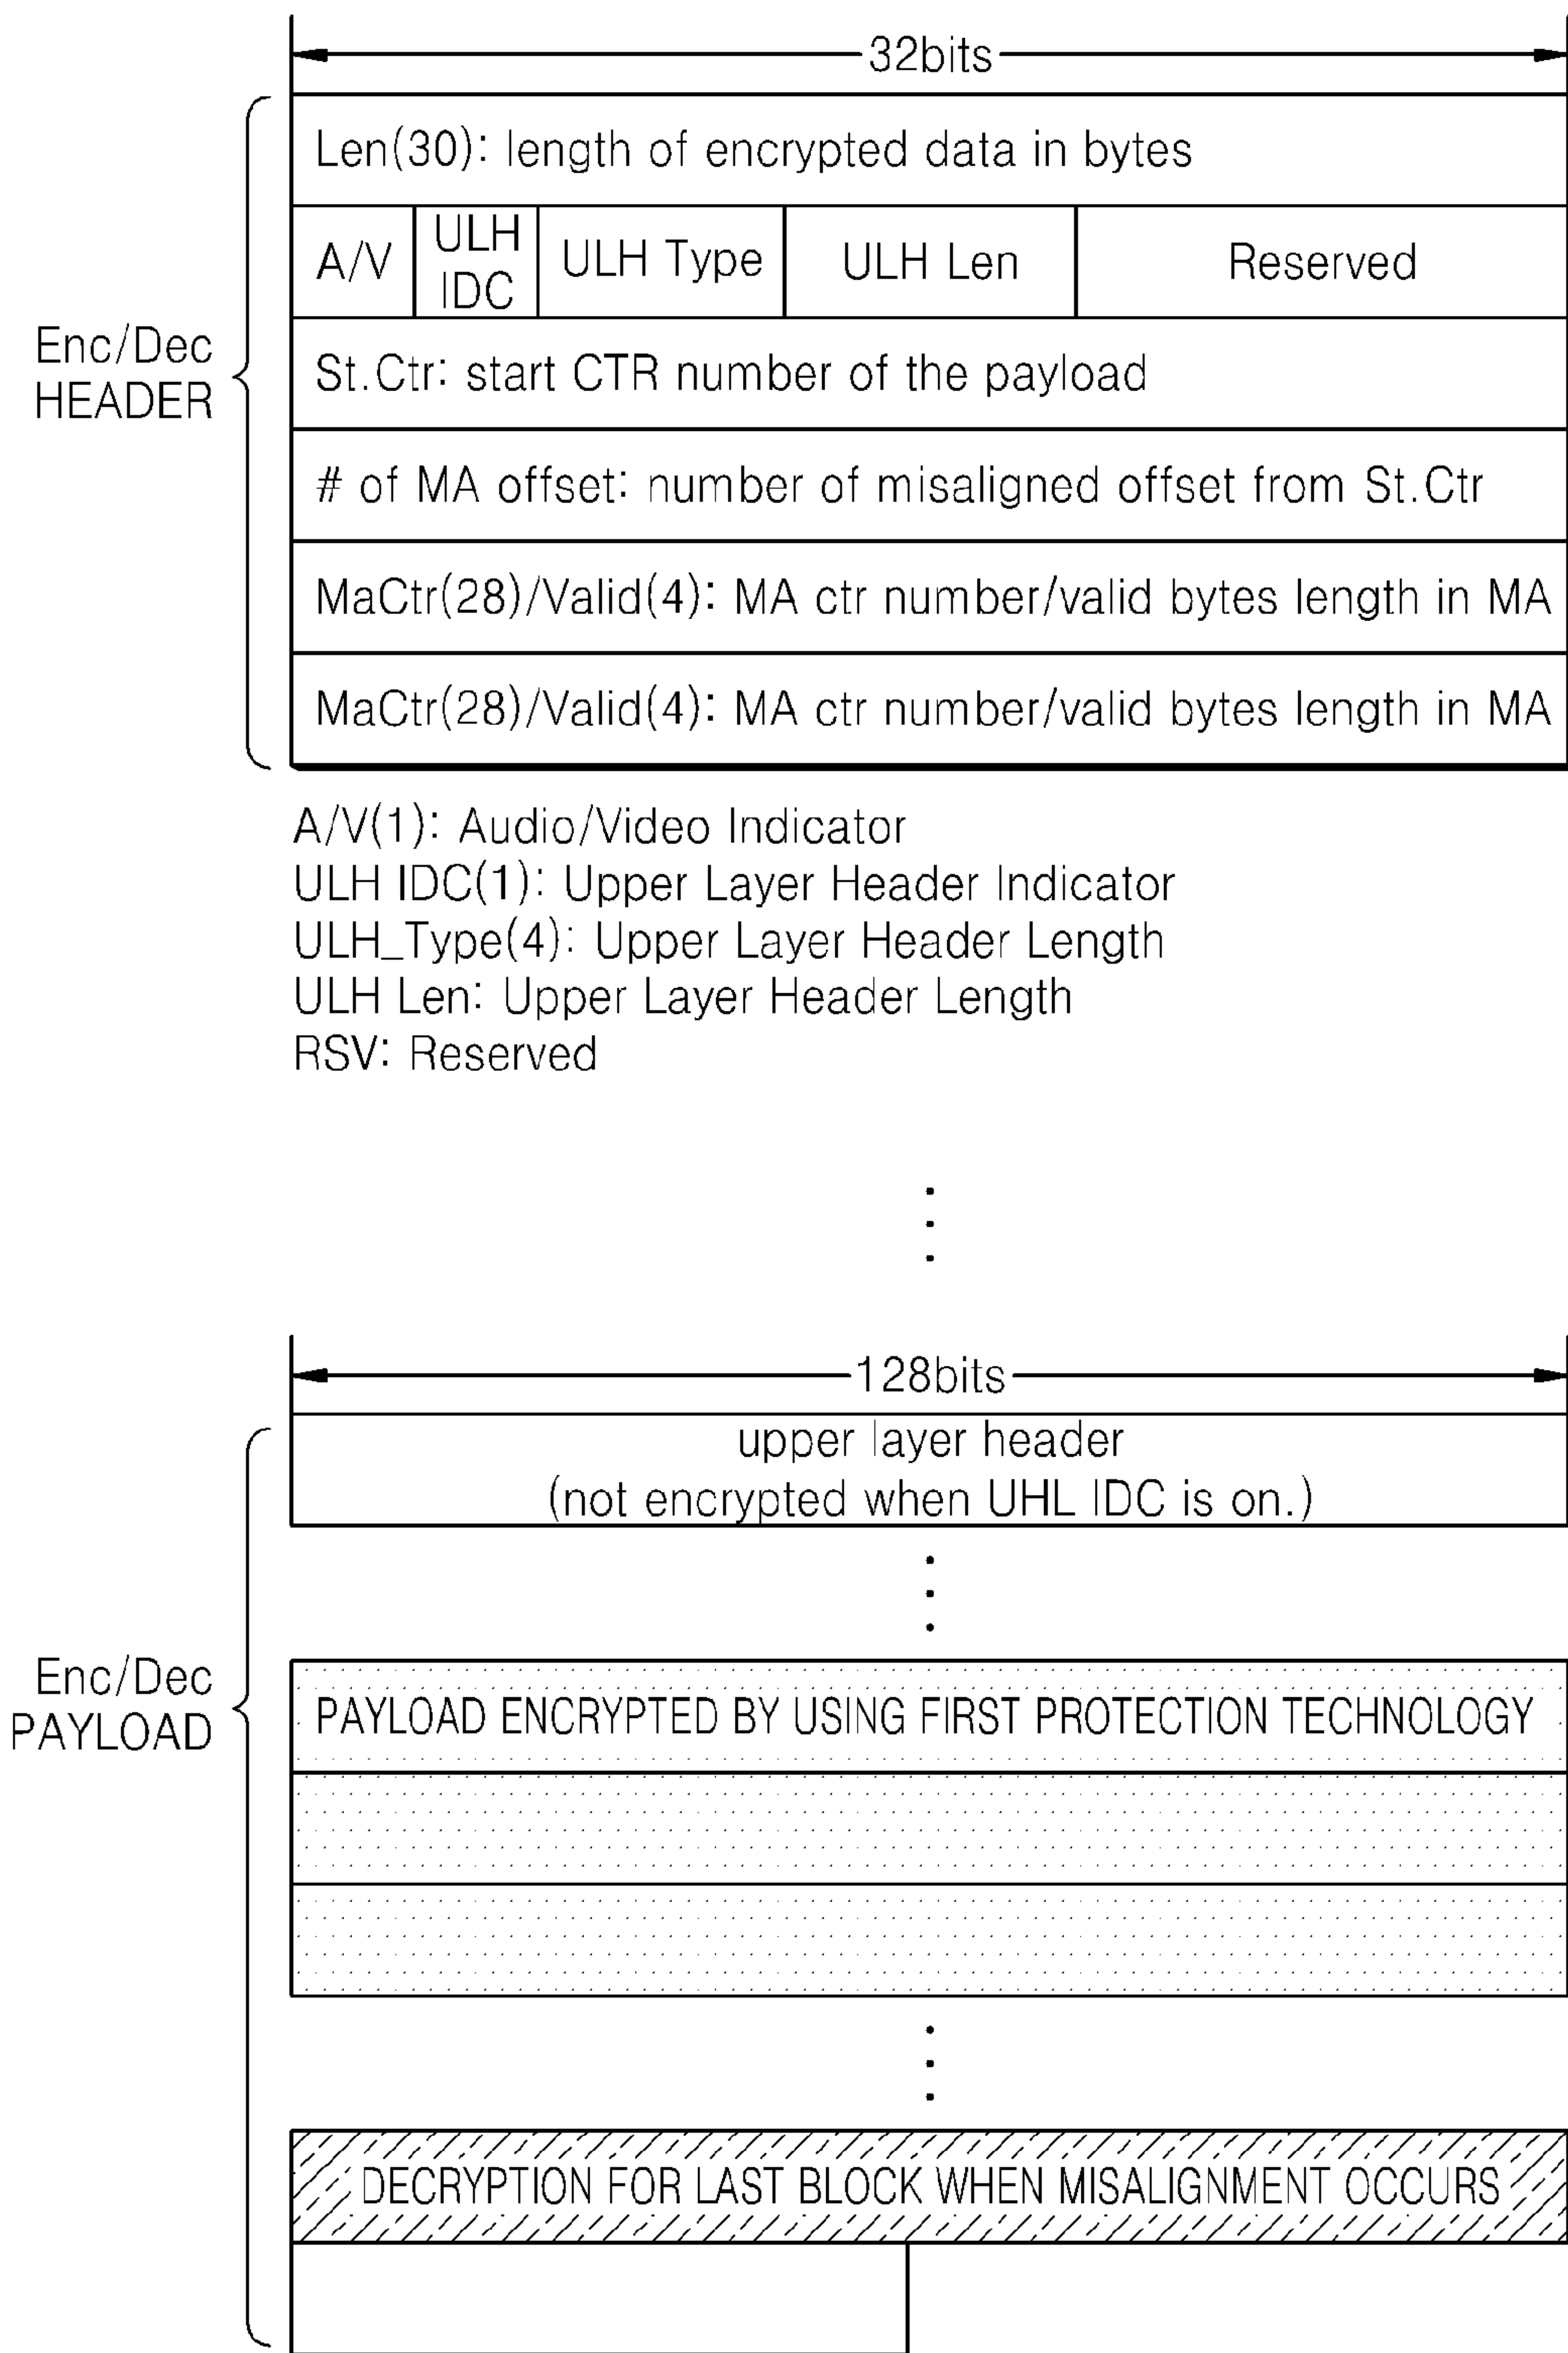 32bits
Len(30): length of encrypted data in bytes
A/V
ULH
IDC
ULH Type
ULH Len
Reserved
Enc/Dec
HEADER
St.Ctr: start CTR number of the payload
# of MA offset: number of misaligned offset from St.Ctr
MaCtr(28)/Valid(4): MA ctr number/valid bytes length in MA
MaCtr(28)/Valid(4): MA ctr number/valid bytes length in MA
A/V(1): Audio/Video Indicator
ULH IDC(1): Upper Layer Header Indicator
ULH_Type(4): Upper Layer Header Length
ULH Len: Upper Layer Header Length
RSV: Reserved
128bits
upper layer header
(not encrypted when UHL IDC is on.)
Enc/Dec
PAYLOAD
PAYLOAD ENCRYPTED BY USING FIRST PROTECTION TECHNOLOGY
DECRYPTION FOR LAST BLOCK WHEN MISALIGNMENT OCCURS